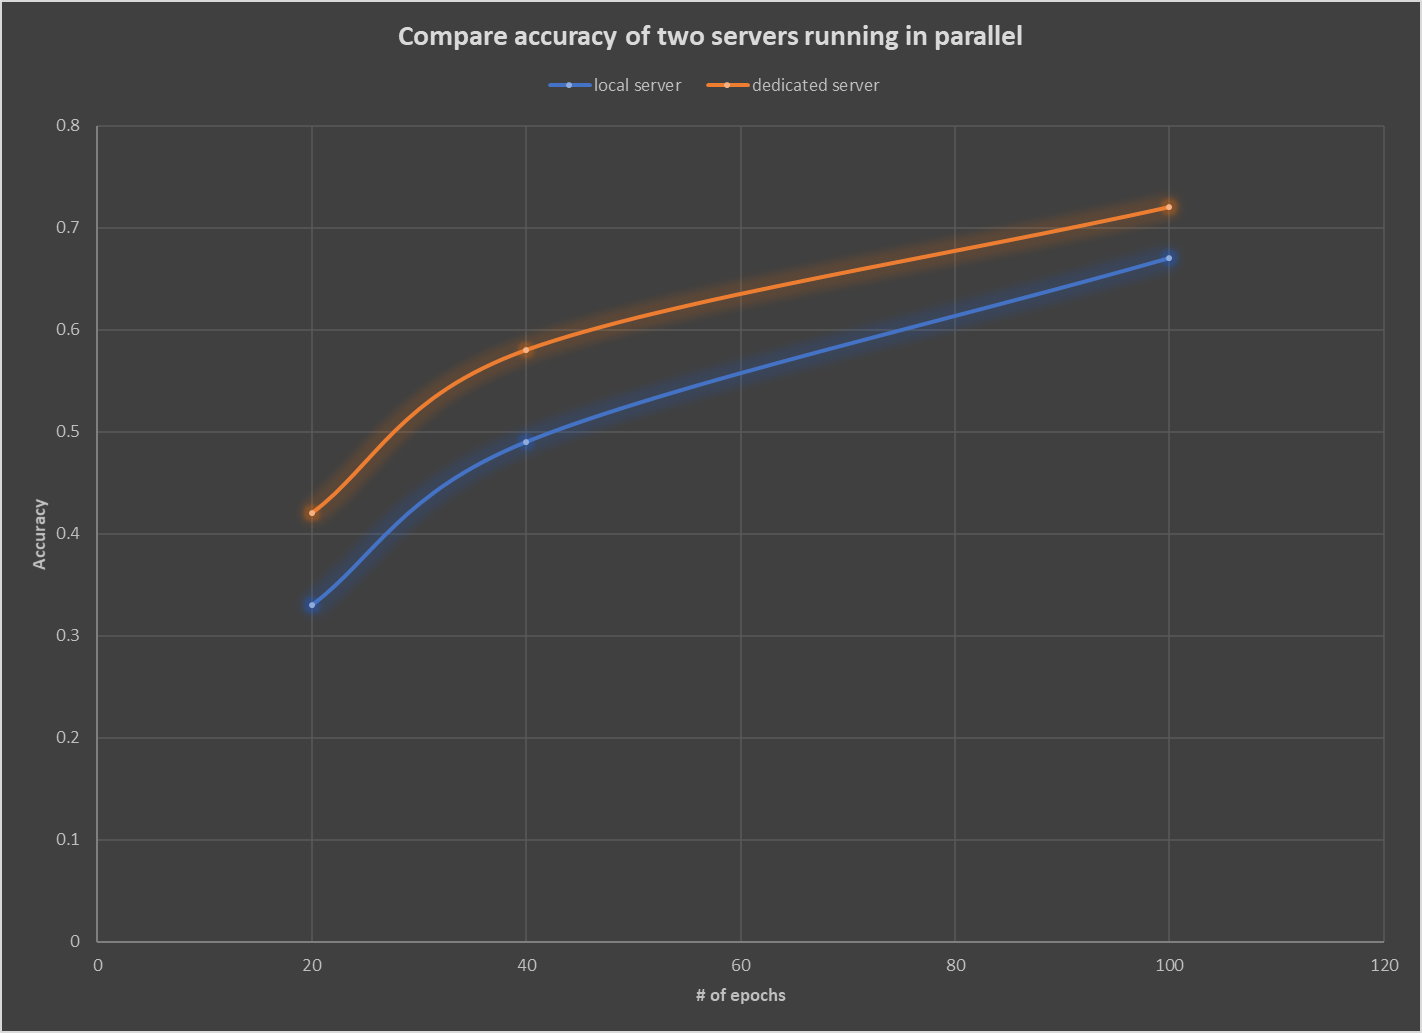 Compare accuracy of two servers running in parallel
local server dedicated server
0.8
0.7
0.6
0.5
0.4
0.3
0.2
0.1
0
Accuracy
0 20 40 60 80 100 120
# of epochs